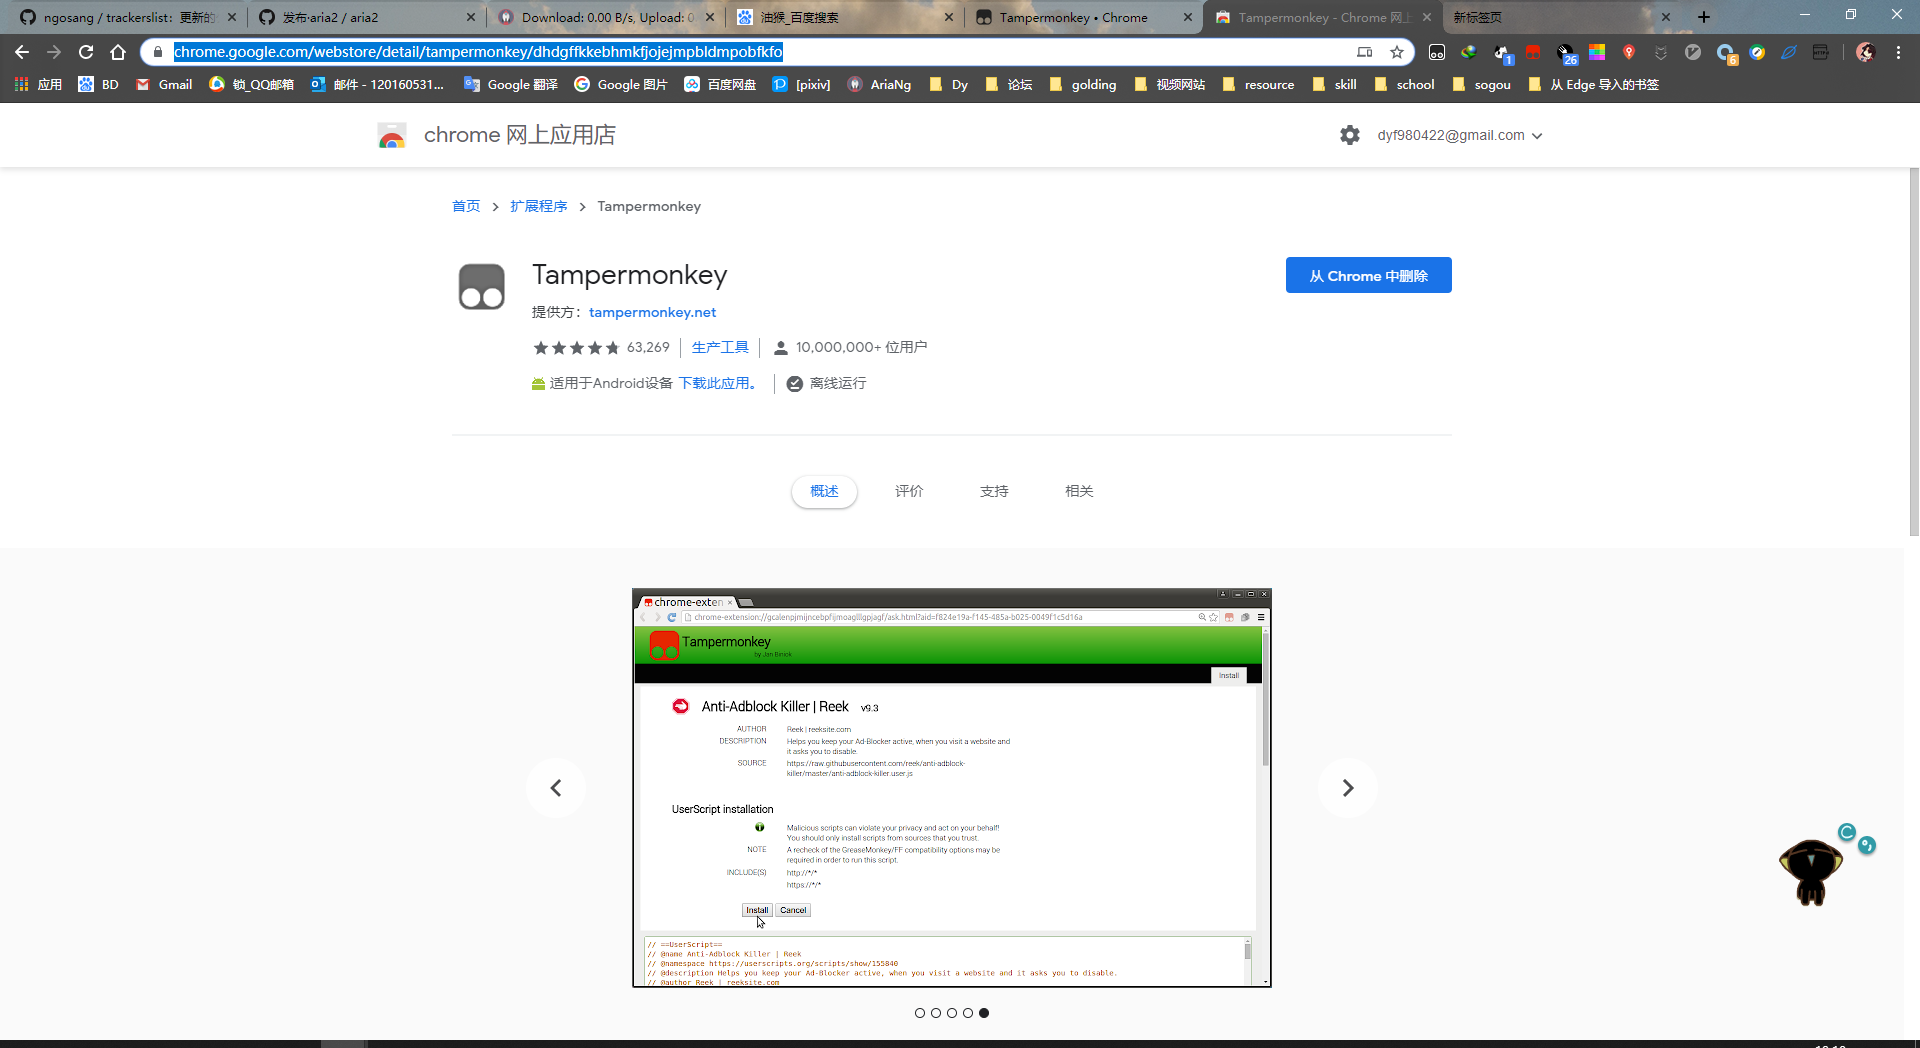 ngosang / trackerslist: 更新的
发布·aria2 / aria2
Download: 0.00 B/s, Upload: 0
油猴_百度搜索
Tampermonkey • Chrome
Tampermonkey - Chrome 网上
新标签页
chrome.google.com/webstore/detail/tampermonkey/dhdgffkkebhmkfjojejmpbldmpobfkfo
1
26
6
应用
BD
Gmail
锁_QQ邮箱
邮件 - 120160531...
Google 翻译
Google 图片
百度网盘
[pixiv]
AriaNg
Dy
论坛
golding
视频网站
resource
skill
school
sogou
从 Edge 导入的书签
chrome 网上应用店
dyf980422@gmail.com
首页 > 扩展程序 > Tampermonkey
Tampermonkey
从 Chrome 中删除
提供方: tampermonkey.net
63,269
生产工具
10,000,000+ 位用户
适用于Android设备 下载此应用。
离线运行
概述
评价
支持
相关
chrome-exten
chrome-extension://gcalenpjmijncebpfijmoaglllgpjagf/ask.html?aid=f824e19a-f145-485a-b025-0049f1c5d16a
Tampermonkey
by Jan Biniok
Install
Anti-Adblock Killer | Reek v9.3
AUTHOR Reek | reeksite.com
DESCRIPTION Helps you keep your Ad-Blocker active, when you visit a website and
it asks you to disable.
SOURCE https://raw.githubusercontent.com/reek/anti-adblock-
killer/master/anti-adblock-killer.user.js
UserScript installation
Malicious scripts can violate your privacy and act on your behalf!
You should only install scripts from sources that you trust.
NOTE A recheck of the GreaseMonkey/FF compatibility options may be
required in order to run this script.
INCLUDE(S) http://*/*
https://*/*
Install Cancel
// ==UserScript==
// @name Anti-Adblock Killer | Reek
// @namespace https://userscripts.org/scripts/show/155840
// @description Helps you keep your Ad-Blocker active, when you visit a website and it asks you to disable.
// @author Reek | reeksite.com